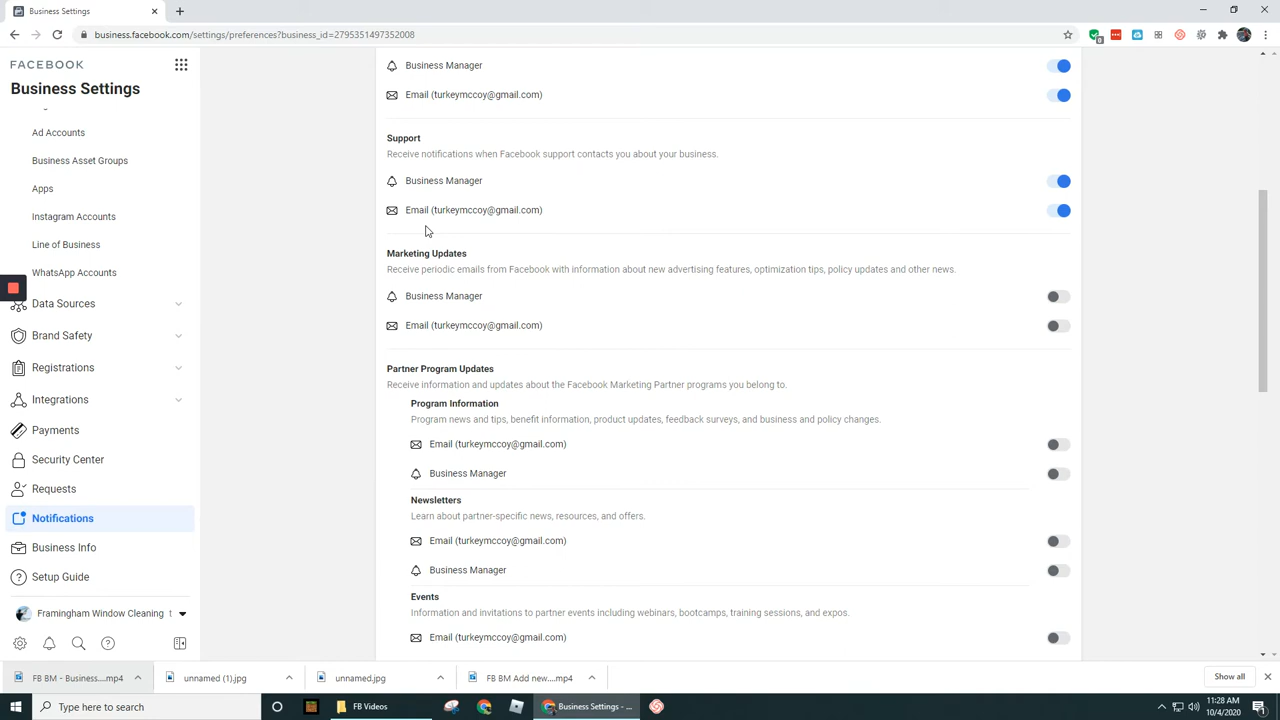 Business Settings
business.facebook.com/settings/preferences?business_id=2795351497352008
FACEBOOK
Business Settings
Ad Accounts
Business Asset Groups
Apps
Instagram Accounts
Line of Business
WhatsApp Accounts
Data Sources
Brand Safety
Registrations
Integrations
Payments
Security Center
Requests
Notifications
Business Info
Setup Guide
Framingham Window Cleaning t
Business Manager
Email (turkeymccoy@gmail.com)
Support
Receive notifications when Facebook support contacts you about your business.
Business Manager
Email (turkeymccoy@gmail.com)
Marketing Updates
Receive periodic emails from Facebook with information about new advertising features, optimization tips, policy updates and other news.
Business Manager
Email (turkeymccoy@gmail.com)
Partner Program Updates
Receive information and updates about the Facebook Marketing Partner programs you belong to.
Program Information
Program news and tips, benefit information, product updates, feedback surveys, and business and policy changes.
Email (turkeymccoy@gmail.com)
Business Manager
Newsletters
Learn about partner-specific news, resources, and offers.
Email (turkeymccoy@gmail.com)
Business Manager
Events
Information and invitations to partner events including webinars, bootcamps, training sessions, and expos.
Email (turkeymccoy@gmail.com)
FB BM - Business....mp4
unnamed (1).jpg
unnamed.jpg
FB BM Add new....mp4
Show all
Type here to search
FB Videos
Business Settings - ...
11:28 AM
10/4/2020